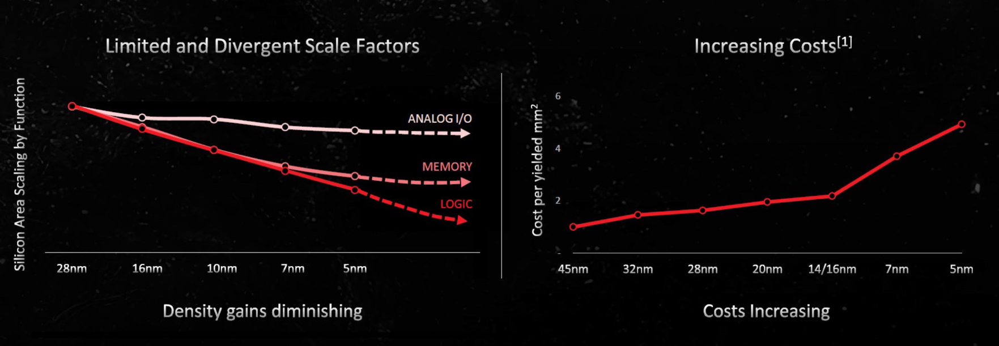 Limited and Divergent Scale Factors
Silicon Area Scaling by Function
ANALOG I/O
MEMORY
LOGIC
28nm 16nm 10nm 7nm 5nm
Density gains diminishing
Increasing Costs[1]
Cost per yielded mm²
6
4
2
-
45nm 32nm 28nm 20nm 14/16nm 7nm 5nm
Costs Increasing